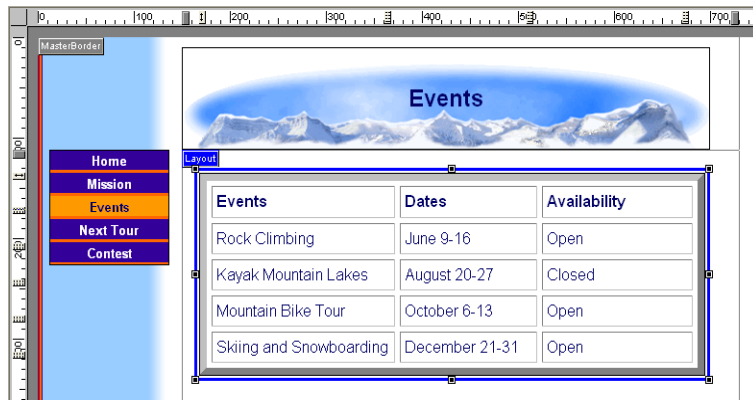 0 100 200 300 400 500 600 700
MasterBorder
Events
Layout
Home
Mission
Events
Next Tour
Contest
Events Dates Availability
Rock Climbing June 9-16 Open
Kayak Mountain Lakes August 20-27 Closed
Mountain Bike Tour October 6-13 Open
Skiing and Snowboarding December 21-31 Open